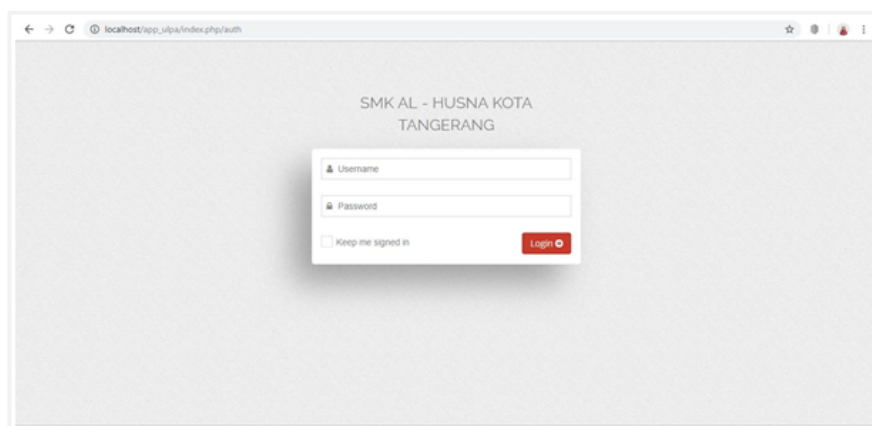 localhost/app_ulpa/index.php/auth
SMK AL - HUSNA KOTA
TANGERANG
Username
Password
Keep me signed in
Login